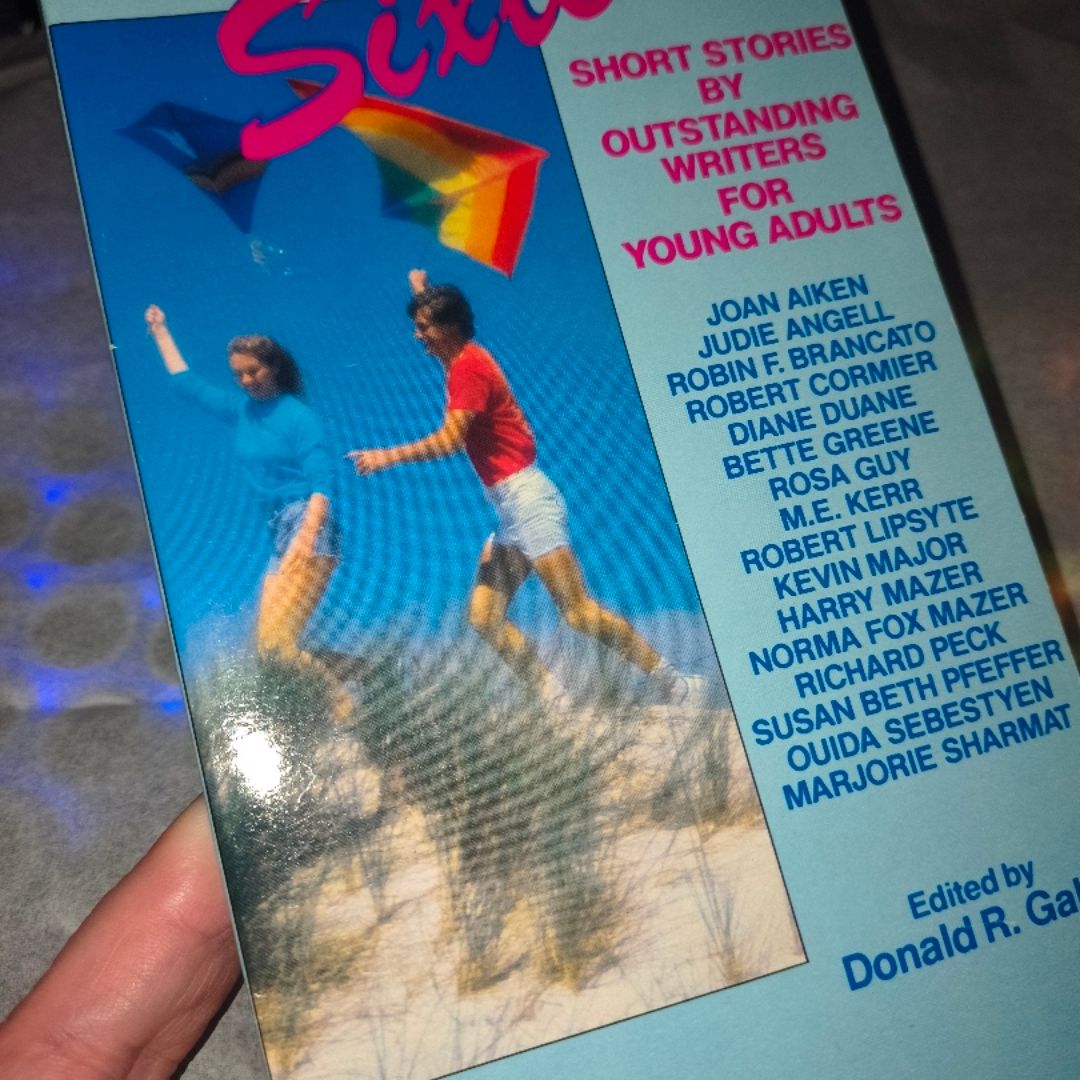 SHORT STORIES
BY
OUTSTANDING
WRITERS
FOR
YOUNG ADULTS
JOAN AIKEN
JUDIE ANGELL
ROBIN F. BRANCATO
ROBERT CORMIER
DIANE DUANE
BETTE GREENE
ROSA GUY
M.E. KERR
ROBERT LIPSYTE
KEVIN MAJOR
HARRY MAZER
NORMA FOX MAZER
RICHARD PECK
SUSAN BETH PFEFFER
OUIDA SEBESTYEN
MARJORIE SHARMAT
Edited by
Donald R.